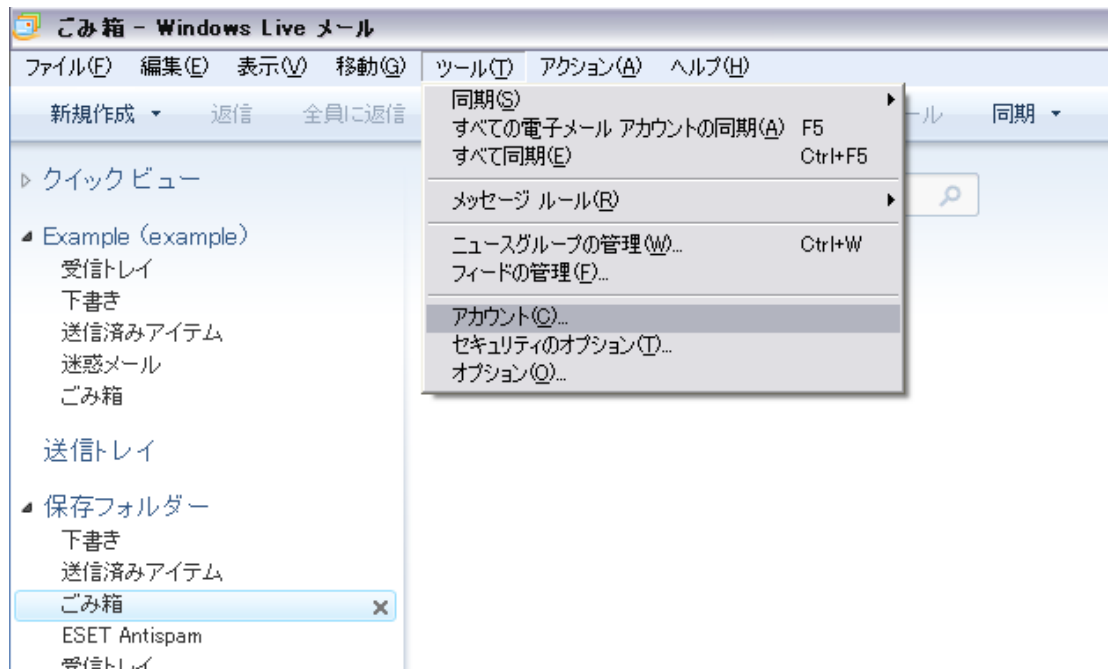 ごみ箱 - Windows Live メール
ファイル(F) 編集(E) 表示(V) 移動(G) ツール(T) アクション(A) ヘルプ(H)
新規作成 返信 全員に返信 ール 同期
同期(S)
すべての電子メール アカウントの同期(A) F5
すべて同期(E) Ctrl+F5
メッセージ ルール(R)
ニュースグループの管理(W)... Ctrl+W
フィードの管理(F)...
アカウント(C)...
セキュリティのオプション(T)...
オプション(O)...
クイック ビュー
Example (example)
受信トレイ
下書き
送信済みアイテム
迷惑メール
ごみ箱
送信トレイ
保存フォルダー
下書き
送信済みアイテム
ごみ箱
ESET Antispam
受信トレイ